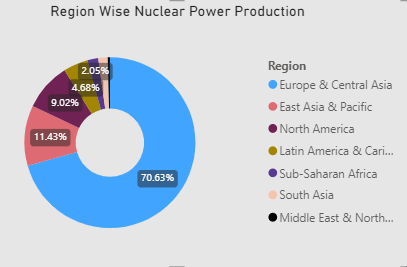 Region Wise Nuclear Power Production
2.05%
4.68%
9.02%
11.43%
70.63%
Region
Europe & Central Asia
East Asia & Pacific
North America
Latin America & Cari...
Sub-Saharan Africa
South Asia
Middle East & North...